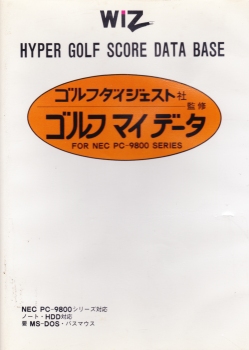 WiZ
HYPER GOLF SCORE DATA BASE
ゴルフダイジェスト社
監修
ゴルフ マイ データ
FOR NEC PC-9800 SERIES
NEC PC-9800シリーズ対応
ノート・HDD対応
要 MS-DOS・バスマウス